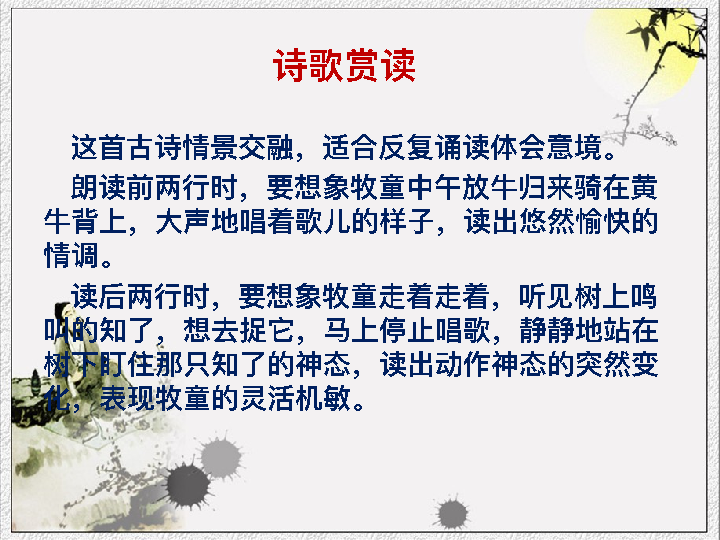 诗歌赏读
这首古诗情景交融，适合反复诵读体会意境。
朗读前两行时，要想象牧童中午放牛归来骑在黄
牛背上，大声地唱着歌儿的样子，读出悠然愉快的
情调。
读后两行时，要想象牧童走着走着，听见树上鸣
叫的知了，想去捉它，马上停止唱歌，静静地站在
树下盯住那只知了的神态，读出动作神态的突然变
化，表现牧童的灵活机敏。